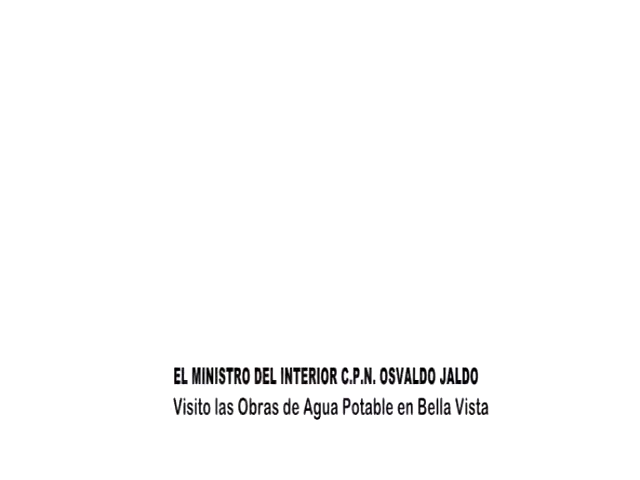 EL MINISTRO DEL INTERIOR C.P.N. OSVALDO JALDO
Visito las Obras de Agua Potable en Bella Vista